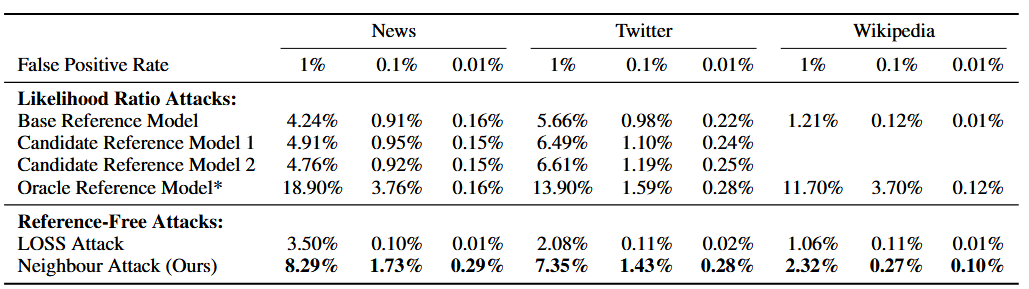 News Twitter Wikipedia
False Positive Rate 1% 0.1% 0.01% 1% 0.1% 0.01% 1% 0.1% 0.01%
Likelihood Ratio Attacks:
Base Reference Model 4.24% 0.91% 0.16% 5.66% 0.98% 0.22% 1.21% 0.12% 0.01%
Candidate Reference Model 1 4.91% 0.95% 0.15% 6.49% 1.10% 0.24%
Candidate Reference Model 2 4.76% 0.92% 0.15% 6.61% 1.19% 0.25%
Oracle Reference Model* 18.90% 3.76% 0.16% 13.90% 1.59% 0.28% 11.70% 3.70% 0.12%
Reference-Free Attacks:
LOSS Attack 3.50% 0.10% 0.01% 2.08% 0.11% 0.02% 1.06% 0.11% 0.01%
Neighbour Attack (Ours) 8.29% 1.73% 0.29% 7.35% 1.43% 0.28% 2.32% 0.27% 0.10%